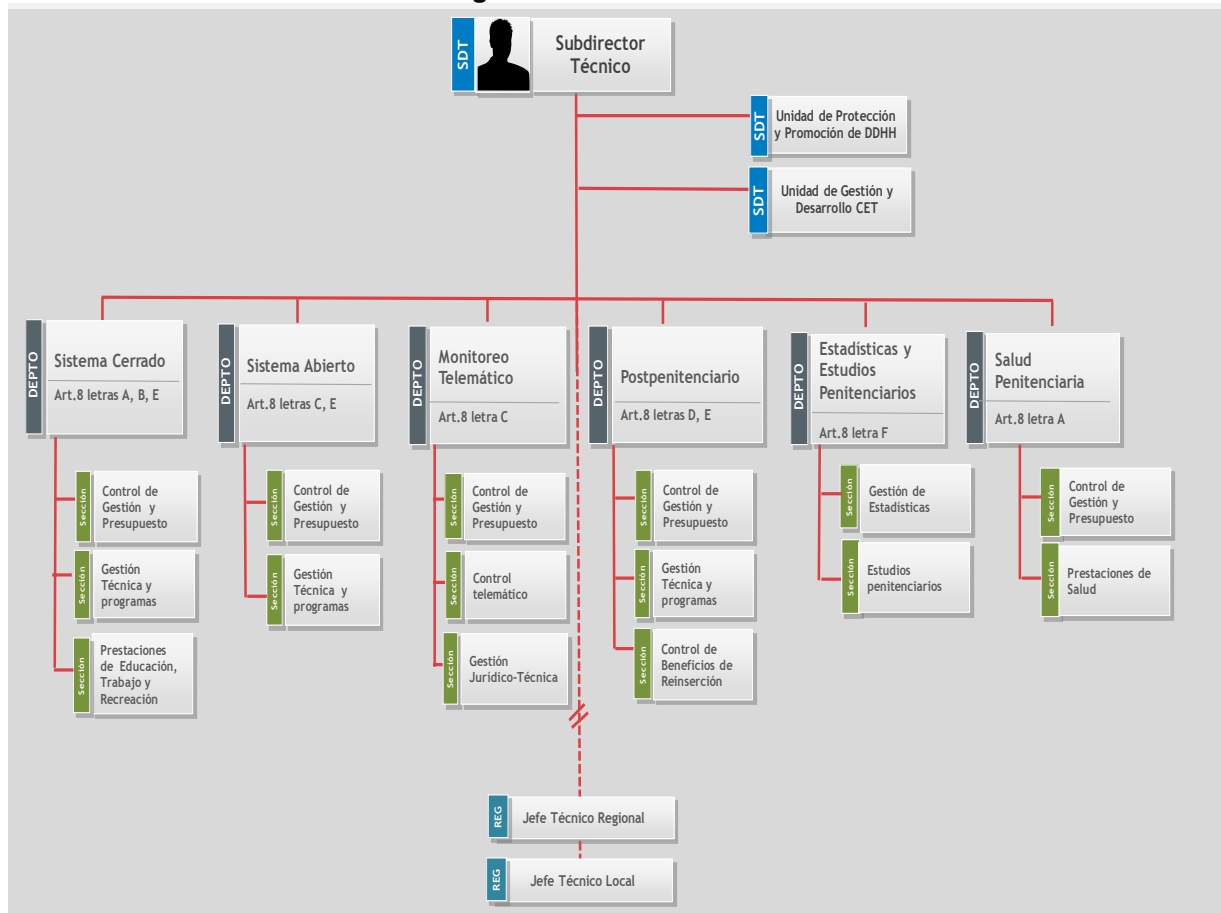 SDT
Subdirector
Técnico
SDT
Unidad de Protección
y Promoción de DDHH
SDT
Unidad de Gestión y
Desarrollo CET
DEPTO
Sistema Cerrado
Art.8 letras A, B, E
DEPTO
Sistema Abierto
Art.8 letras C, E
DEPTO
Monitoreo
Telemático
Art.8 letra C
DEPTO
Postpenitenciario
Art.8 letras D, E
DEPTO
Estadísticas y
Estudios
Penitenciarios
Art.8 letra F
DEPTO
Salud
Penitenciaria
Art.8 letra A
Sección
Control de
Gestión y
Presupuesto
Sección
Gestión
Técnica y
programas
Sección
Prestaciones
de Educación,
Trabajo y
Recreación
Sección
Control de
Gestión y
Presupuesto
Sección
Gestión
Técnica y
programas
Sección
Control de
Gestión y
Presupuesto
Sección
Control
telemático
Sección
Gestión
Jurídico-Técnica
Sección
Control de
Gestión y
Presupuesto
Sección
Gestión
Técnica y
programas
Sección
Control de
Beneficios de
Reinserción
Sección
Gestión de
Estadísticas
Sección
Estudios
penitenciarios
Sección
Control de
Gestión y
Presupuesto
Sección
Prestaciones de
Salud
REG
Jefe Técnico Regional
REG
Jefe Técnico Local